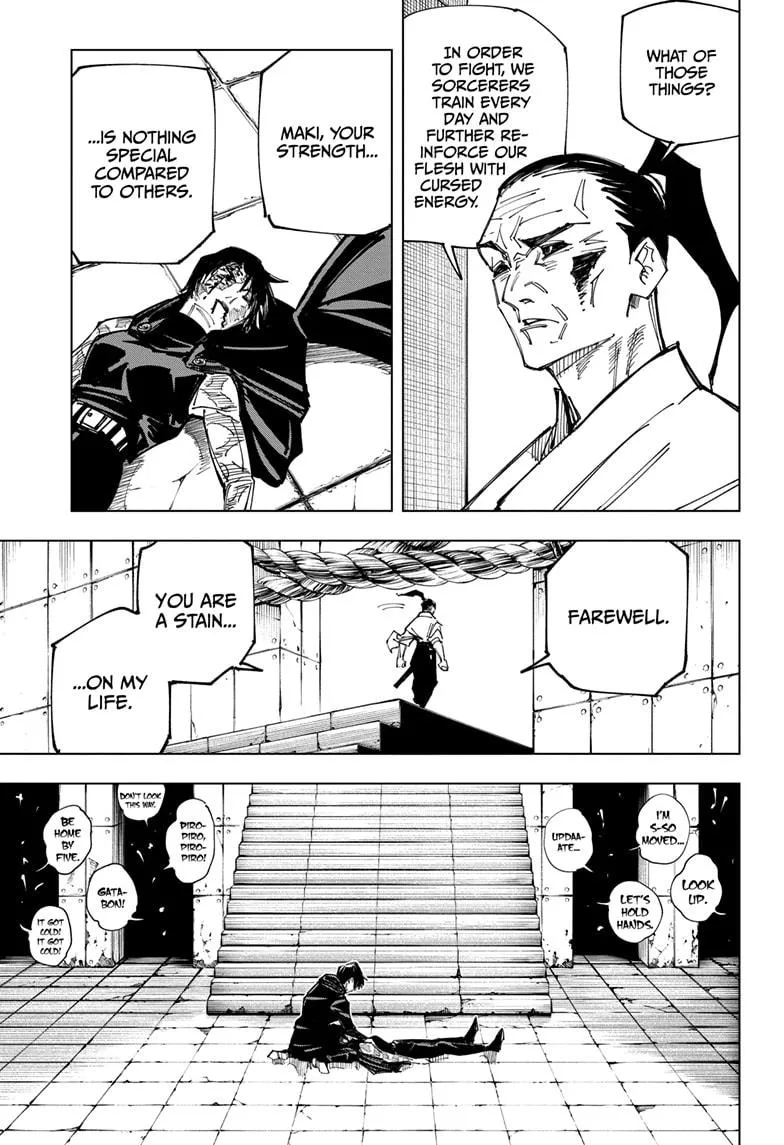 WHAT OF
THOSE
THINGS?
IN ORDER
TO FIGHT, WE
SORCERERS
TRAIN EVERY
DAY AND
FURTHER RE-
INFORCE OUR
FLESH WITH
CURSED
ENERGY.
MAKI, YOUR
STRENGTH...
...IS NOTHING
SPECIAL
COMPARED
TO OTHERS.
FAREWELL.
YOU ARE
A STAIN...
...ON MY
LIFE.
I'M
S-SO
MOVED...
LOOK
UP.
LET'S
HOLD
HANDS.
UPDAA-
ATE...
PIRO-
PIRO,
PIRO-
PIRO!
DON'T LOOK
THIS WAY.
GATA-
BON!
BE
HOME
BY
FIVE.
IT GOT
COLD!
IT GOT
COLD!